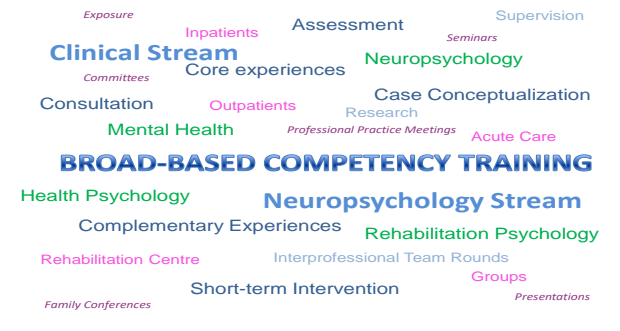 Exposure
Supervision
Inpatients
Assessment
Seminars
Clinical Stream
Neuropsychology
Core experiences
Committees
Case Conceptualization
Consultation
Outpatients
Research
Mental Health
Professional Practice Meetings
Acute Care
BROAD-BASED COMPETENCY TRAINING
Health Psychology
Neuropsychology Stream
Complementary Experiences
Rehabilitation Psychology
Rehabilitation Centre
Interprofessional Team Rounds
Groups
Short-term Intervention
Presentations
Family Conferences